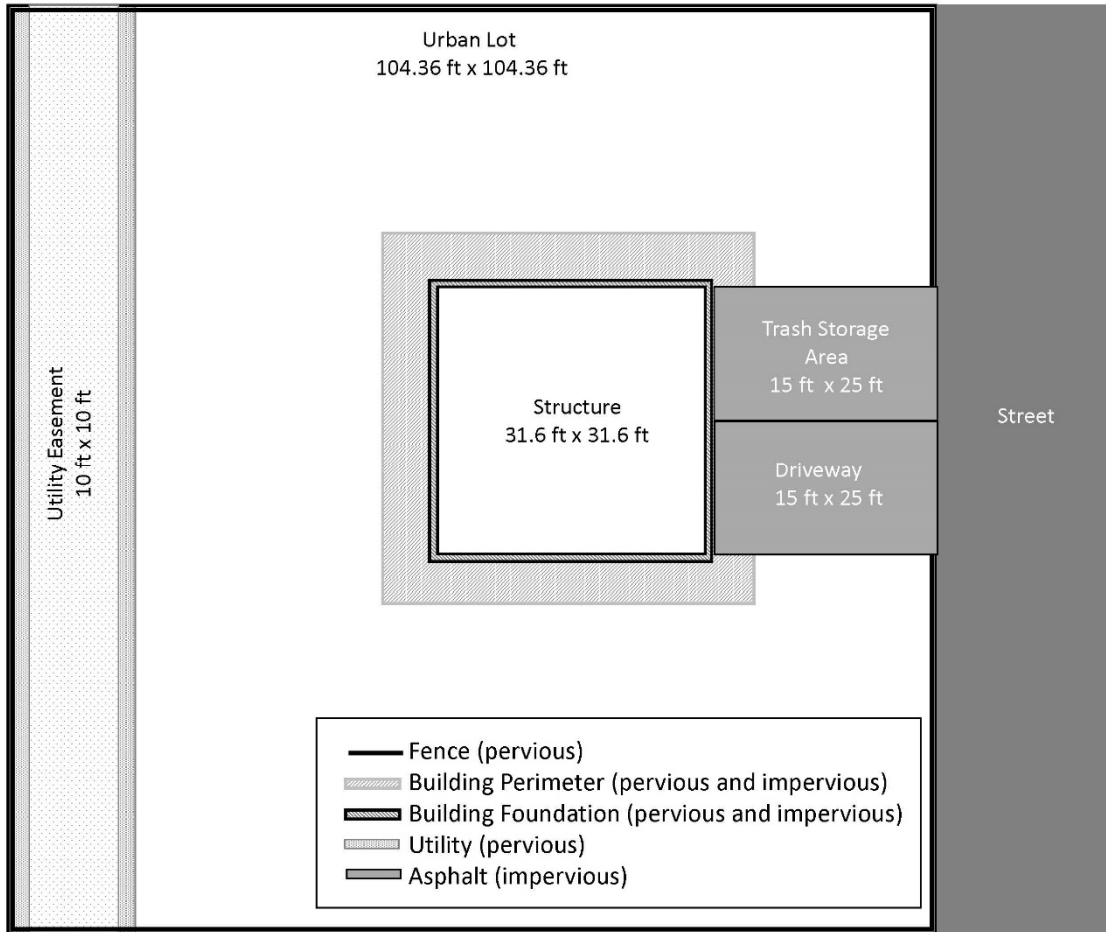 Urban Lot
104.36 ft x 104.36 ft
Utility Easement
10 ft x 10 ft
Structure
31.6 ft x 31.6 ft
Trash Storage
Area
15 ft x 25 ft
Driveway
15 ft x 25 ft
Street
Fence (pervious)
Building Perimeter (pervious and impervious)
Building Foundation (pervious and impervious)
Utility (pervious)
Asphalt (impervious)